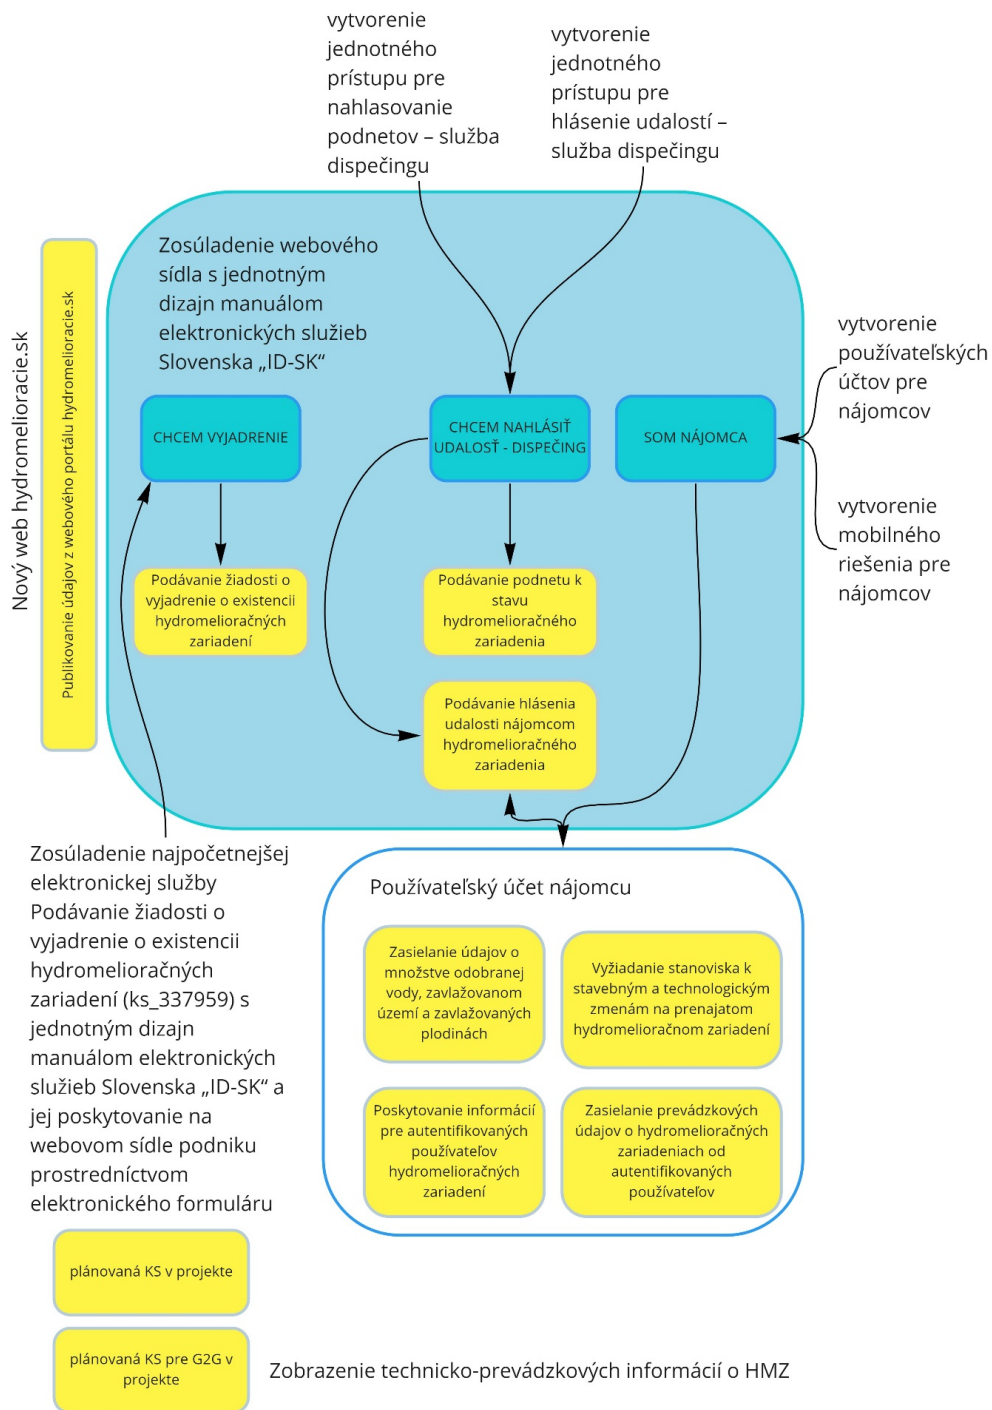 vytvorenie
jednotného
prístupu pre
nahlasovanie
podnetov – služba
dispečingu
vytvorenie
jednotného
prístupu pre
hlásenie udalostí –
služba dispečingu
Nový web hydromelioracie.sk
Publikovanie údajov z webového portálu hydromelioracie.sk
Zosúladenie webového
sídla s jednotným
dizajn manuálom
elektronických služieb
Slovenska „ID-SK“
vytvorenie
používateľských
účtov pre
nájomcov
CHCEM VYJADRENIE
CHCEM NAHLÁSIŤ
UDALOSŤ - DISPEČING
SOM NÁJOMCA
vytvorenie
mobilného
riešenia pre
nájomcov
Podávanie žiadosti o
vyjadrenie o existencii
hydromelioračných
zariadení
Podávanie podnetu k
stavu
hydromelioračného
zariadenia
Podávanie hlásenia
udalosti nájomcom
hydromelioračného
zariadenia
Zosúladenie najpočetnejšej
elektronickej služby
Podávanie žiadosti o
vyjadrenie o existencii
hydromelioračných
zariadení (ks_337959) s
jednotným dizajn
manuálom elektronických
služieb Slovenska „ID-SK“ a
jej poskytovanie na
webovom sídle podniku
prostredníctvom
elektronického formuláru
Používateľský účet nájomcu
Zasielanie údajov o
množstve odobranej
vody, zavlažovanom
území a zavlažovaných
plodinách
Vyžiadanie stanoviska k
stavebným a technologickým
zmenám na prenajatom
hydromelioračnom zariadení
Poskytovanie informácií
pre autentifikovaných
používateľov
hydromelioračných
zariadení
Zasielanie prevádzkových
údajov o hydromelioračných
zariadeniach od
autentifikovaných
používateľov
plánovaná KS v projekte
plánovaná KS pre G2G v
projekte
Zobrazenie technicko-prevádzkových informácií o HMZ